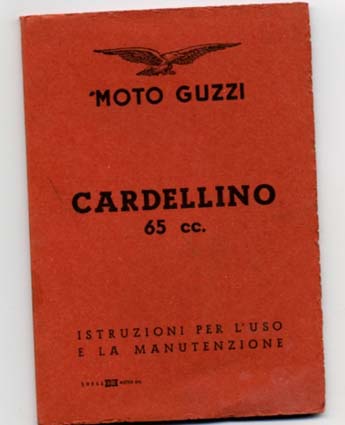 MOTO GUZZI
CARDELLINO
65 cc.
ISTRUZIONI PER L'USO
E LA MANUTENZIONE